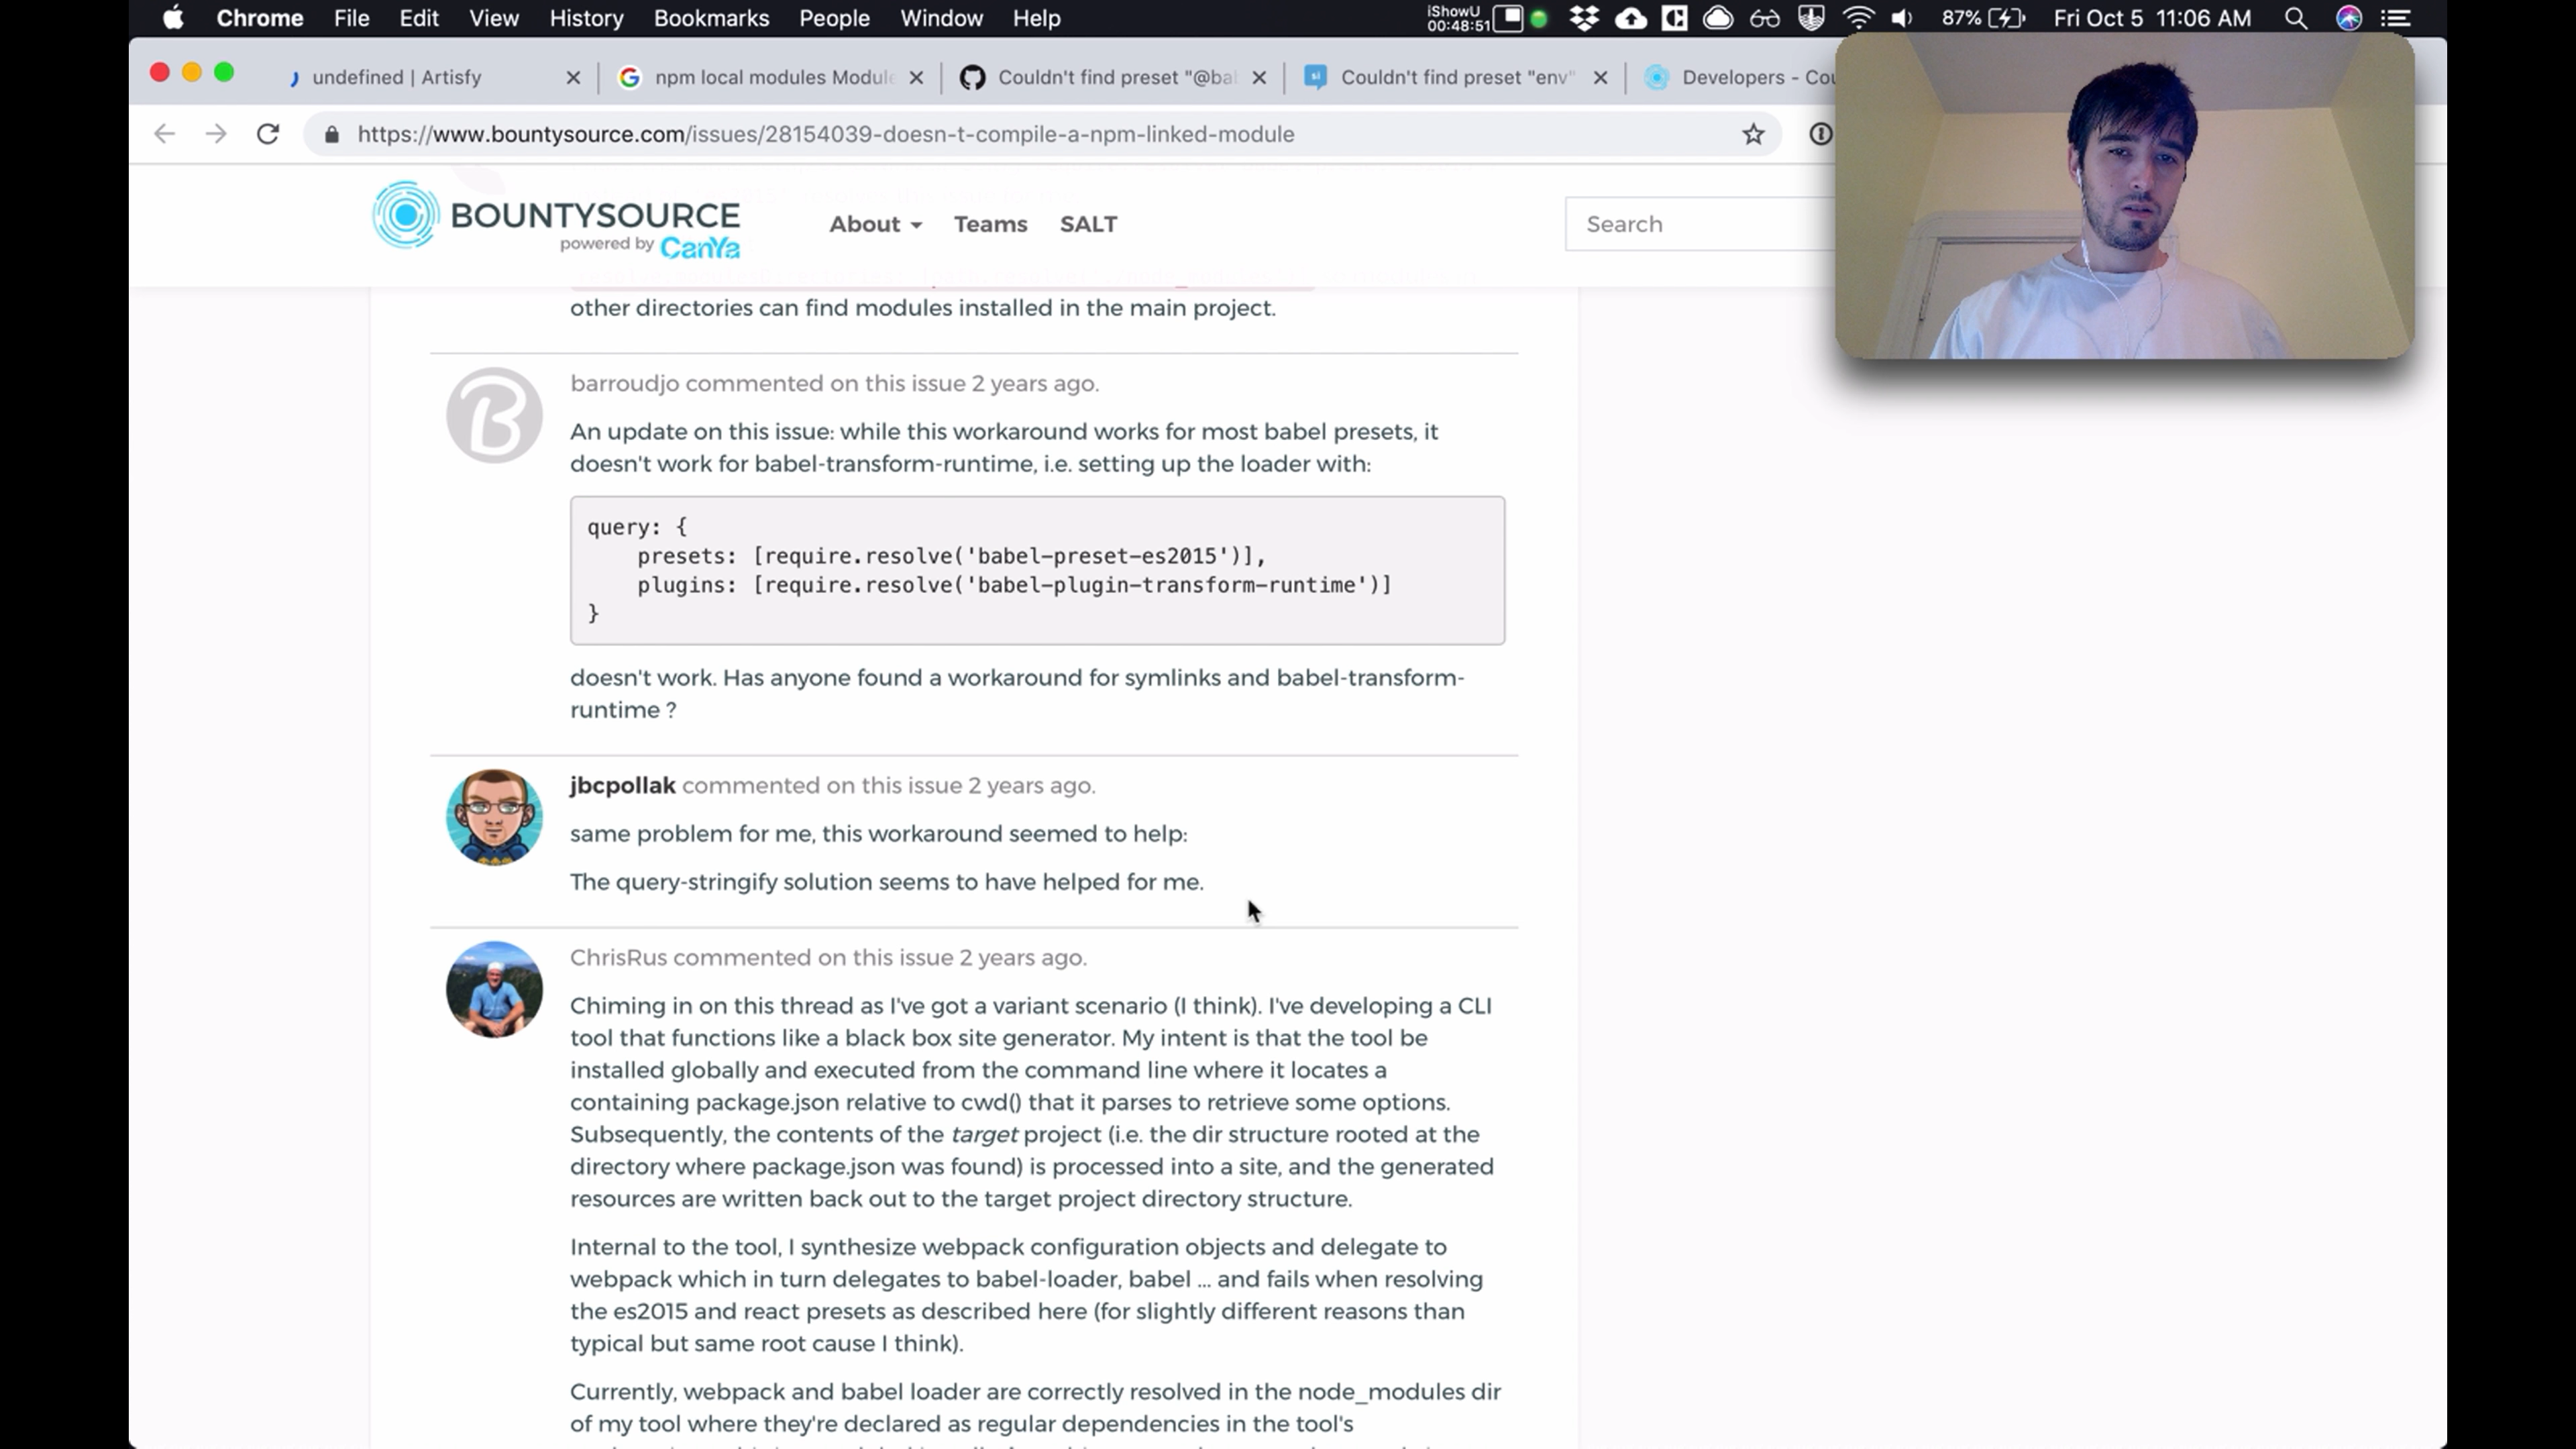 Chrome File Edit View History Bookmarks People Window Help iShowU 00:48:51 87% Fri Oct 5 11:06 AM
undefined | Artisfy
npm local modules Module
Couldn't find preset "@bal
Couldn't find preset "env"
Developers - Cou
https://www.bountysource.com/issues/28154039-doesn-t-compile-a-npm-linked-module
BOUNTYSOURCE
powered by CanYa
About Teams SALT
Search
other directories can find modules installed in the main project.
B
barroudjo commented on this issue 2 years ago.
An update on this issue: while this workaround works for most babel presets, it
doesn't work for babel-transform-runtime, i.e. setting up the loader with:
query: {
presets: [require.resolve('babel-preset-es2015')],
plugins: [require.resolve('babel-plugin-transform-runtime')]
}
doesn't work. Has anyone found a workaround for symlinks and babel-transform-
runtime ?
jbcpollak commented on this issue 2 years ago.
same problem for me, this workaround seemed to help:
The query-stringify solution seems to have helped for me.
ChrisRus commented on this issue 2 years ago.
Chiming in on this thread as I've got a variant scenario (I think). I've developing a CLI
tool that functions like a black box site generator. My intent is that the tool be
installed globally and executed from the command line where it locates a
containing package.json relative to cwd() that it parses to retrieve some options.
Subsequently, the contents of the target project (i.e. the dir structure rooted at the
directory where package.json was found) is processed into a site, and the generated
resources are written back out to the target project directory structure.
Internal to the tool, I synthesize webpack configuration objects and delegate to
webpack which in turn delegates to babel-loader, babel ... and fails when resolving
the es2015 and react presets as described here (for slightly different reasons than
typical but same root cause I think).
Currently, webpack and babel loader are correctly resolved in the node_modules dir
of my tool where they're declared as regular dependencies in the tool's